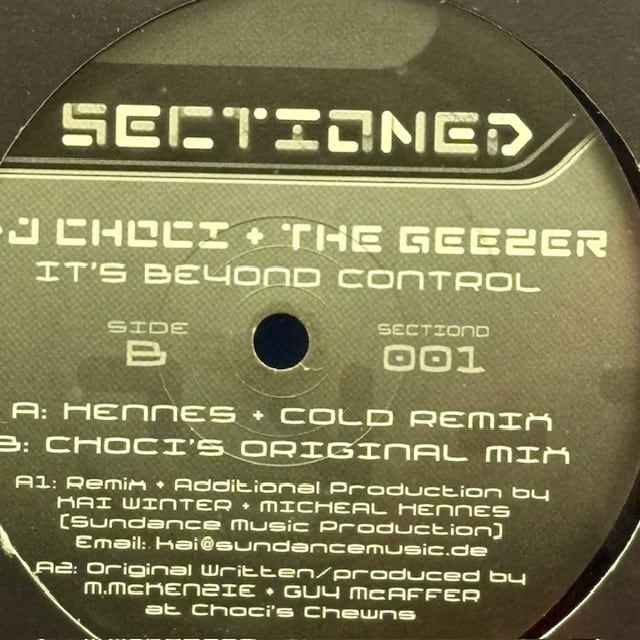 SECTIONED
DJ CHOCI + THE GEEZER
IT'S BEYOND CONTROL
SIDE
B
SECTIOND
001
A: HENNES + COLD REMIX
B: CHOCI'S ORIGINAL MIX
A1: Remix + Additional Production by
KAI WINTER + MICHEAL HENNES
[Sundance Music Production]
Email: kai@sundancemusic.de
A2: Original Written/produced by
M.McKENZIE + GUY McAFFER
at Choci's Chewns